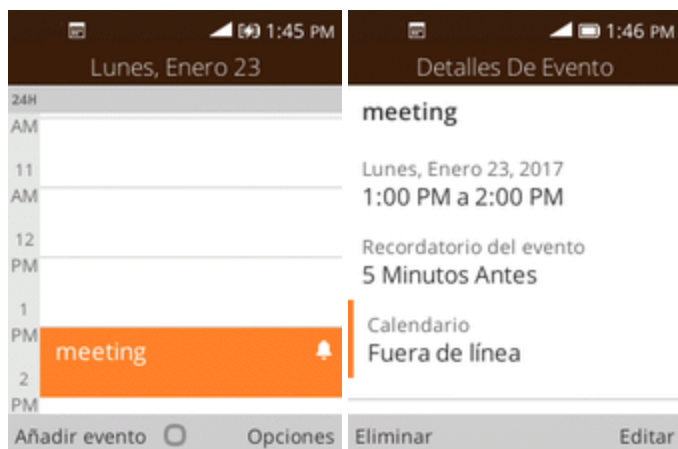 1:45 PM
Lunes, Enero 23
24H
AM
11
AM
12
PM
1
PM
meeting
2
PM
Añadir evento
Opciones
1:46 PM
Detalles De Evento
meeting
Lunes, Enero 23, 2017
1:00 PM a 2:00 PM
Recordatorio del evento
5 Minutos Antes
Calendario
Fuera de línea
Eliminar
Editar